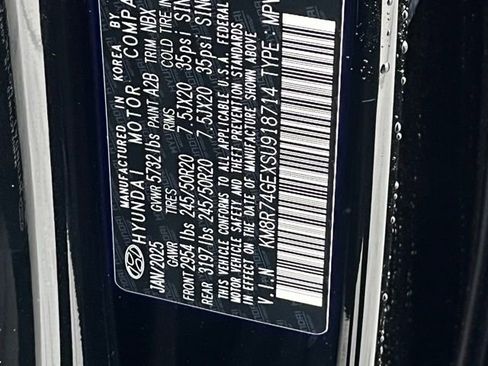 MANUFACTURED IN KOREA BY
HYUNDAI MOTOR COMPA
JAN/2025 GVWR 5732 lbs PAINT A2B TRIM NBX
GAWR TIRES RIMS COLD TIRE IN
FRONT 2954 lbs 245/50R20 7.5JX20 35psi SIN
REAR 3197 lbs 245/50R20 7.5JX20 35psi SIN
THIS VEHICLE CONFORMS TO ALL APPLICABLE U.S.A. FEDERAL
MOTOR VEHICLE SAFETY AND THEFT PREVENTION STANDARDS
IN EFFECT ON THE DATE OF MANUFACTURE SHOWN ABOVE.
V.I.N KM8R74GEXSU918714 TYPE : MPV